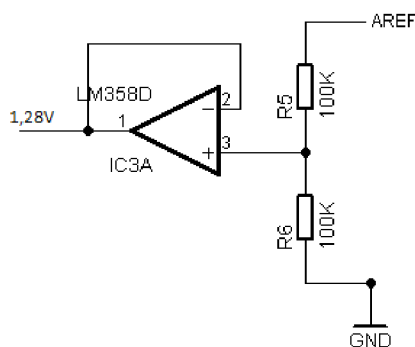 AREF
LM358D
R5
100K
1,28V
1
2
3
IC3A
R6
100K
GND